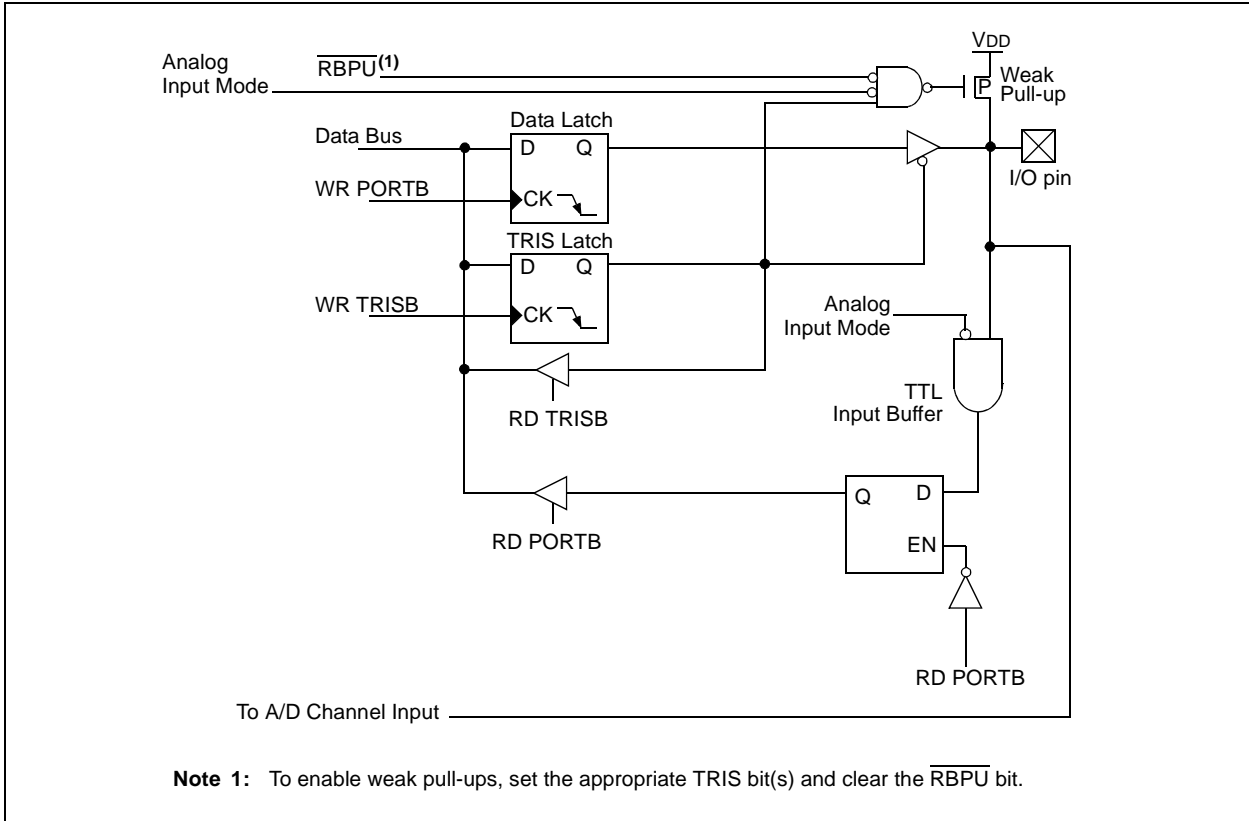 VDD
Analog
Input Mode
RBPU(1)
Weak
Pull-up
P
Data Bus
Data Latch
D Q
I/O pin
WR PORTB
CK
TRIS Latch
D Q
WR TRISB
CK
Analog
Input Mode
RD TRISB
TTL
Input Buffer
Q D
RD PORTB
EN
RD PORTB
To A/D Channel Input
Note 1: To enable weak pull-ups, set the appropriate TRIS bit(s) and clear the RBPU bit.